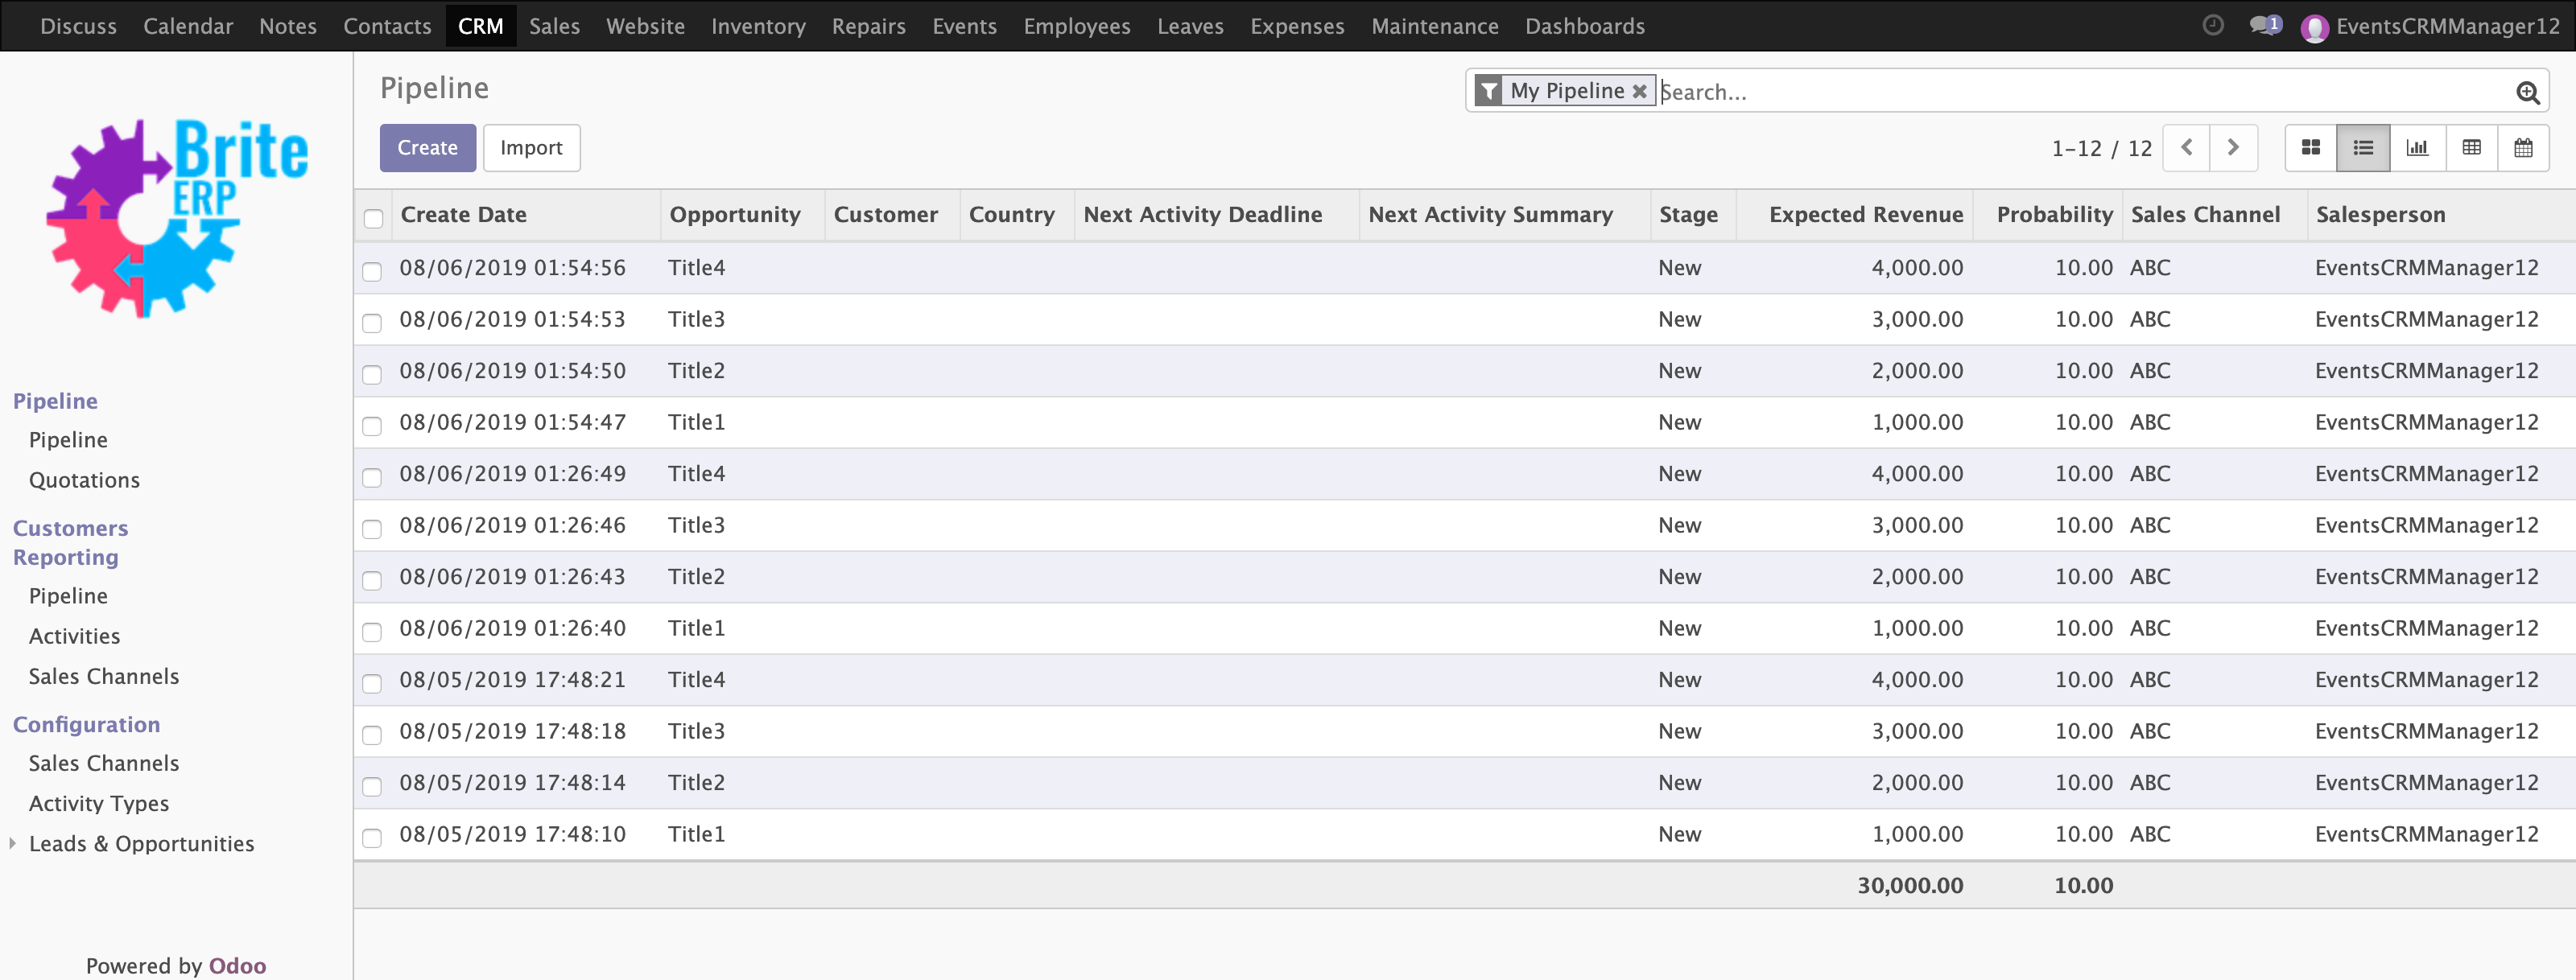 Discuss Calendar Notes Contacts CRM Sales Website Inventory Repairs Events Employees Leaves Expenses Maintenance Dashboards 1 EventsCRMManager12
Brite
ERP
Pipeline
Pipeline
Quotations
Customers
Reporting
Pipeline
Activities
Sales Channels
Configuration
Sales Channels
Activity Types
Leads & Opportunities
Powered by Odoo
Pipeline
My Pipeline Search...
Create Import
1-12 / 12
Create Date Opportunity Customer Country Next Activity Deadline Next Activity Summary Stage Expected Revenue Probability Sales Channel Salesperson
08/06/2019 01:54:56 Title4 New 4,000.00 10.00 ABC EventsCRMManager12
08/06/2019 01:54:53 Title3 New 3,000.00 10.00 ABC EventsCRMManager12
08/06/2019 01:54:50 Title2 New 2,000.00 10.00 ABC EventsCRMManager12
08/06/2019 01:54:47 Title1 New 1,000.00 10.00 ABC EventsCRMManager12
08/06/2019 01:26:49 Title4 New 4,000.00 10.00 ABC EventsCRMManager12
08/06/2019 01:26:46 Title3 New 3,000.00 10.00 ABC EventsCRMManager12
08/06/2019 01:26:43 Title2 New 2,000.00 10.00 ABC EventsCRMManager12
08/06/2019 01:26:40 Title1 New 1,000.00 10.00 ABC EventsCRMManager12
08/05/2019 17:48:21 Title4 New 4,000.00 10.00 ABC EventsCRMManager12
08/05/2019 17:48:18 Title3 New 3,000.00 10.00 ABC EventsCRMManager12
08/05/2019 17:48:14 Title2 New 2,000.00 10.00 ABC EventsCRMManager12
08/05/2019 17:48:10 Title1 New 1,000.00 10.00 ABC EventsCRMManager12
30,000.00 10.00